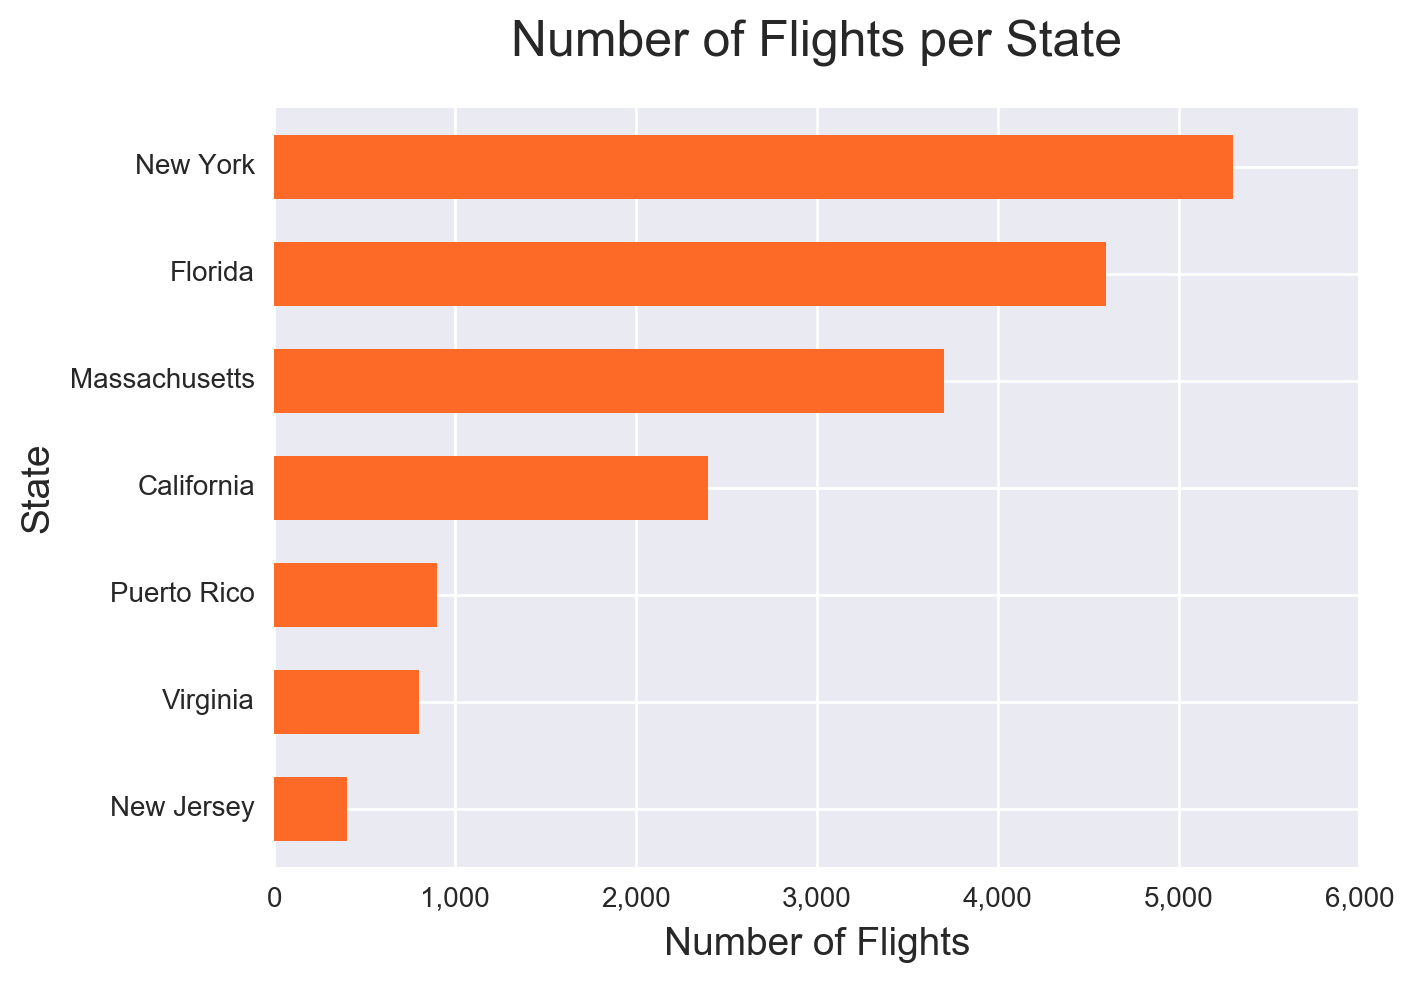 Number of Flights per State
New York
Florida
Massachusetts
California
Puerto Rico
Virginia
New Jersey
State
0 1,000 2,000 3,000 4,000 5,000 6,000
Number of Flights